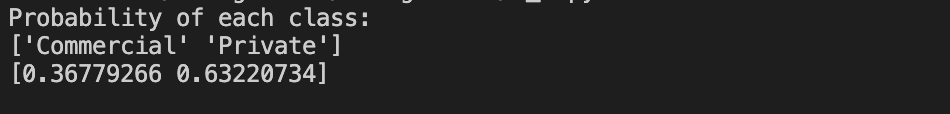 Probability of each class:
['Commercial' 'Private']
[0.36779266 0.63220734]